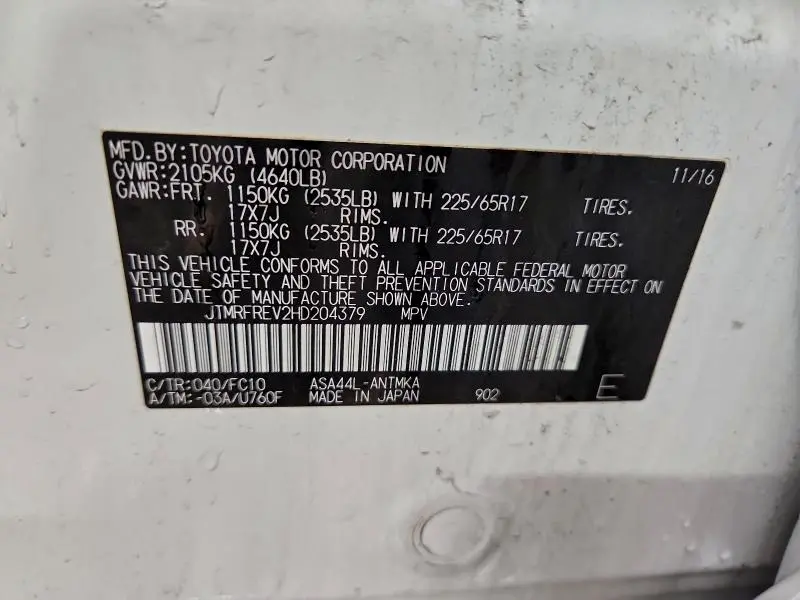 MFD.BY:TOYOTA MOTOR CORPORATION 11/16
GVWR:2105KG (4640LB)
GAWR:FRT. 1150KG (2535LB) WITH 225/65R17 TIRES.
17X7J RIMS.
RR. 1150KG (2535LB) WITH 225/65R17 TIRES.
17X7J RIMS.
THIS VEHICLE CONFORMS TO ALL APPLICABLE FEDERAL MOTOR
VEHICLE SAFETY AND THEFT PREVENTION STANDARDS IN EFFECT ON
THE DATE OF MANUFACTURE SHOWN ABOVE.
JTMRFREV2HD204379 MPV
C/TR:040/FC10 ASA44L-ANTMKA
A/TM:-03A/U760F MADE IN JAPAN 902 E